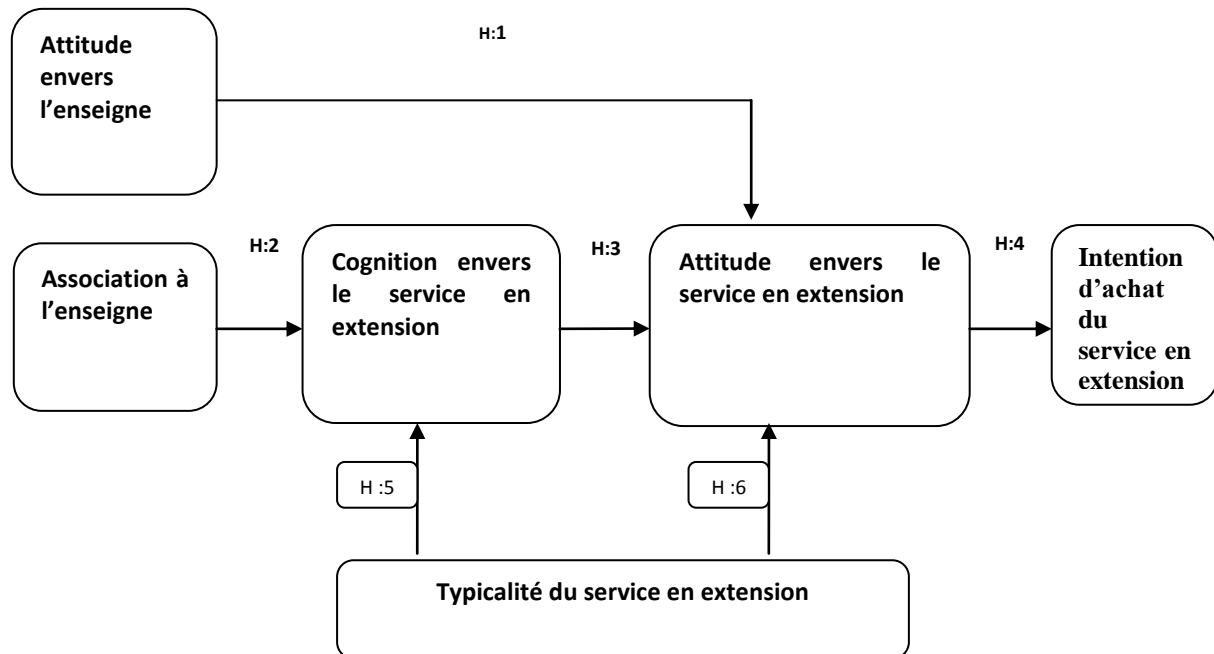 H:1
Attitude
envers
l’enseigne
H:2
Association à
l’enseigne
Cognition envers
le service en
extension
H:3
Attitude envers le
service en extension
H:4
Intention
d’achat
du
service en
extension
H :5
H :6
Typicalité du service en extension